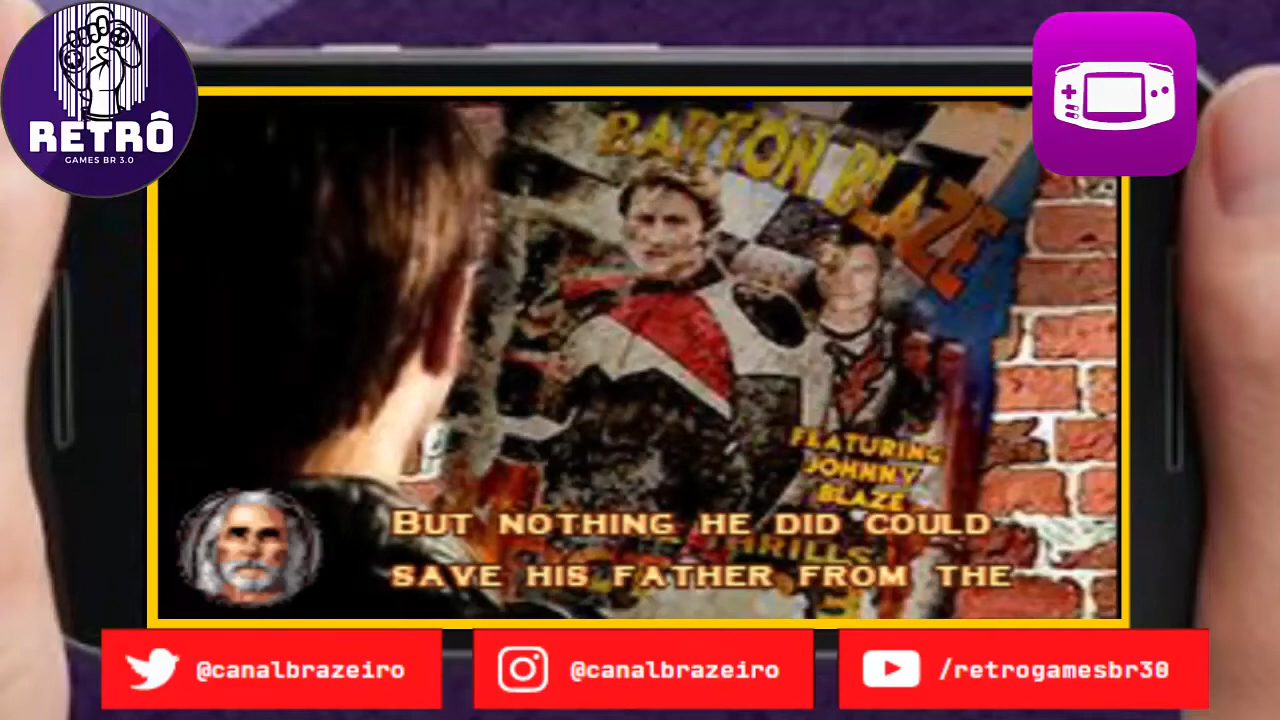 RETRÔ
GAMES BR 3.0
BARTON BLAZE
FEATURING
JOHNNY
BLAZE
THRILLS
BUT NOTHING HE DID COULD
SAVE HIS FATHER FROM THE
@canalbrazeiro
@canalbrazeiro
/retrogamesbr30